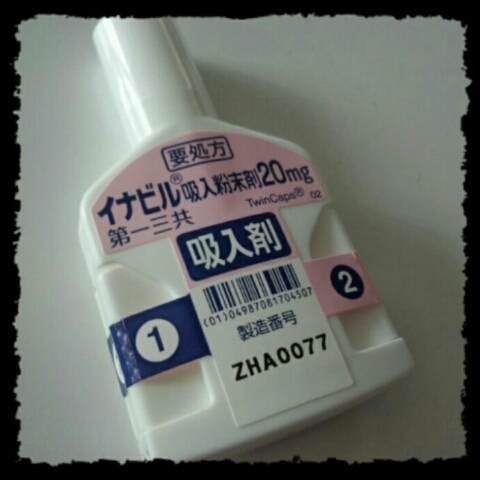 要処方
イナビル®吸入粉末剤20mg
TwinCaps® 02
第一三共
吸入剤
(01)04987081704507
製造番号
ZHA0077
1
2